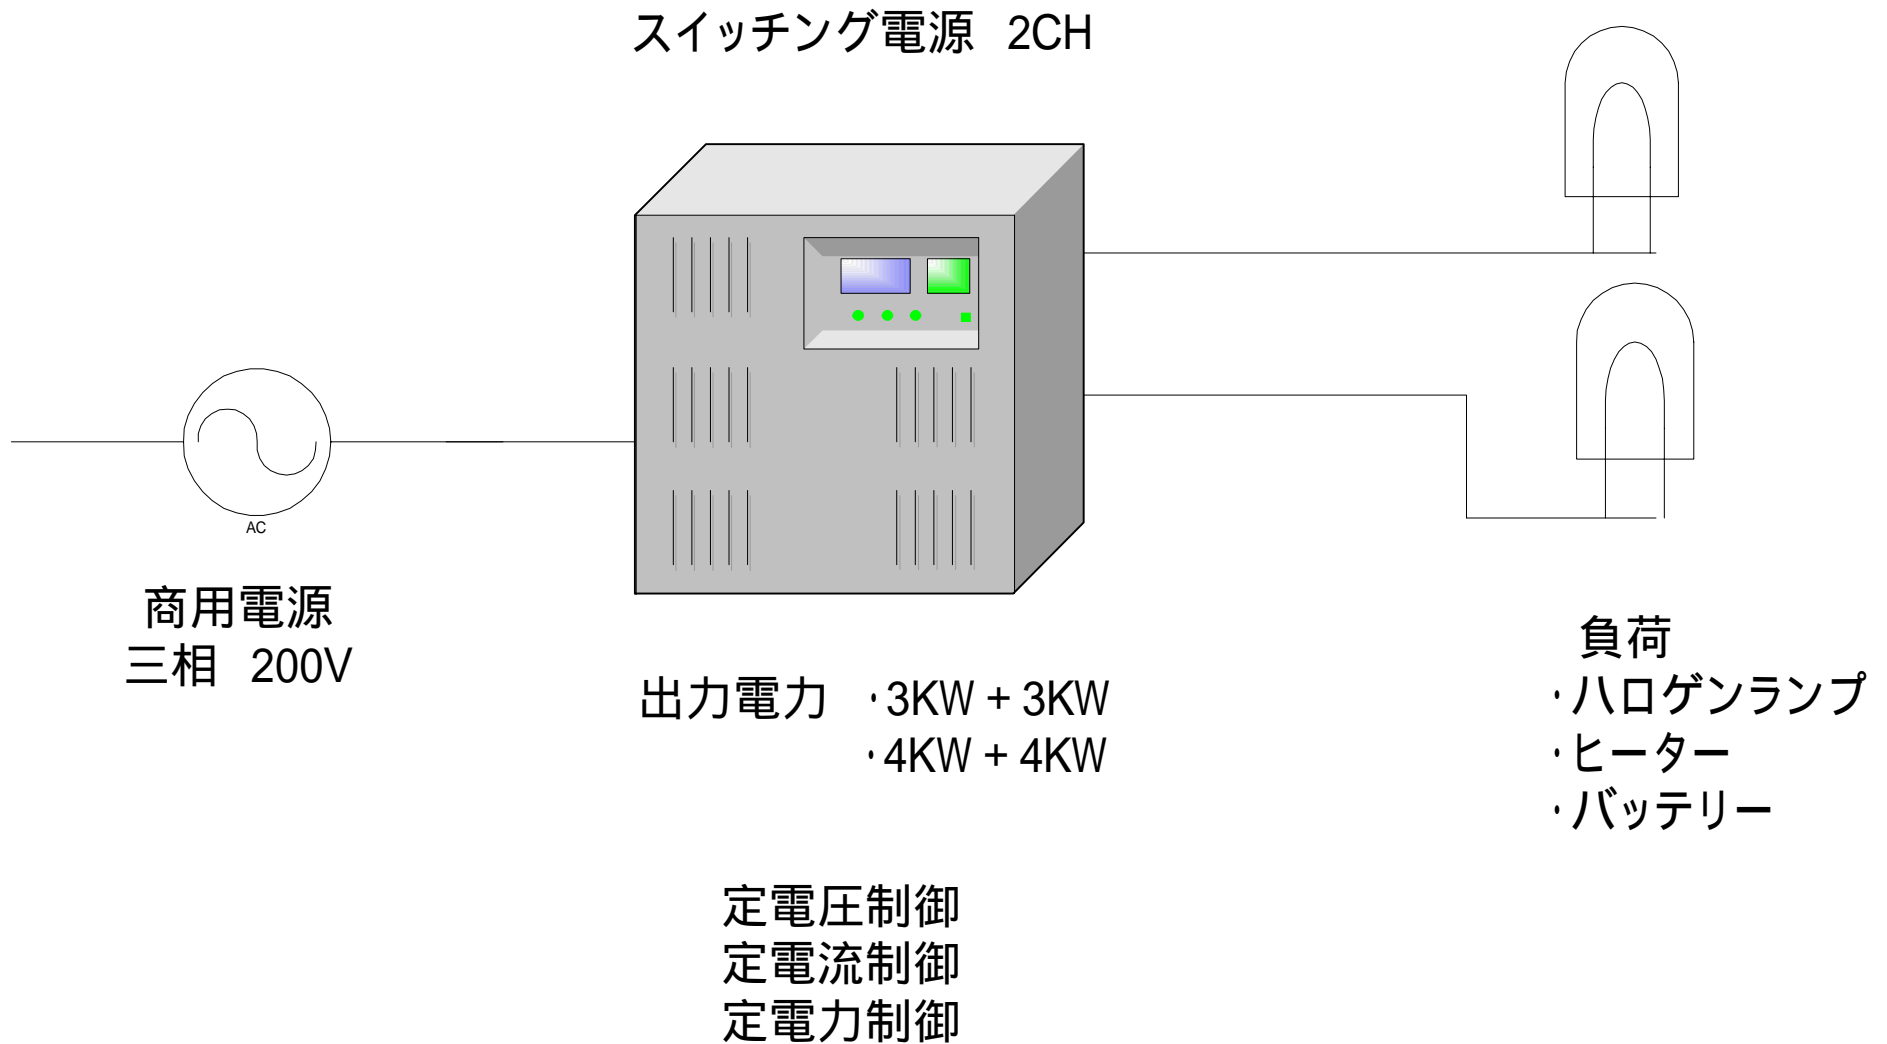 スイッチング電源 2CH
AC
商用電源
三相 200V
出力電力 ・3KW + 3KW
・4KW + 4KW
負荷
・ハロゲンランプ
・ヒーター
・バッテリー
定電圧制御
定電流制御
定電力制御